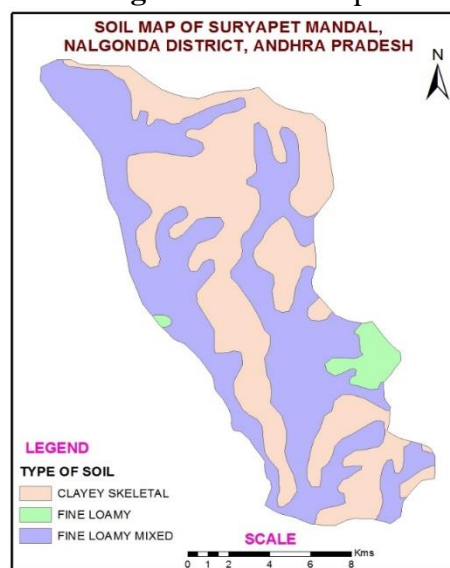 SOIL MAP OF SURYAPET MANDAL,
NALGONDA DISTRICT, ANDHRA PRADESH
N
LEGEND
TYPE OF SOIL
CLAYEY SKELETAL
FINE LOAMY
FINE LOAMY MIXED
SCALE
Kms
0 1 2 4 6 8